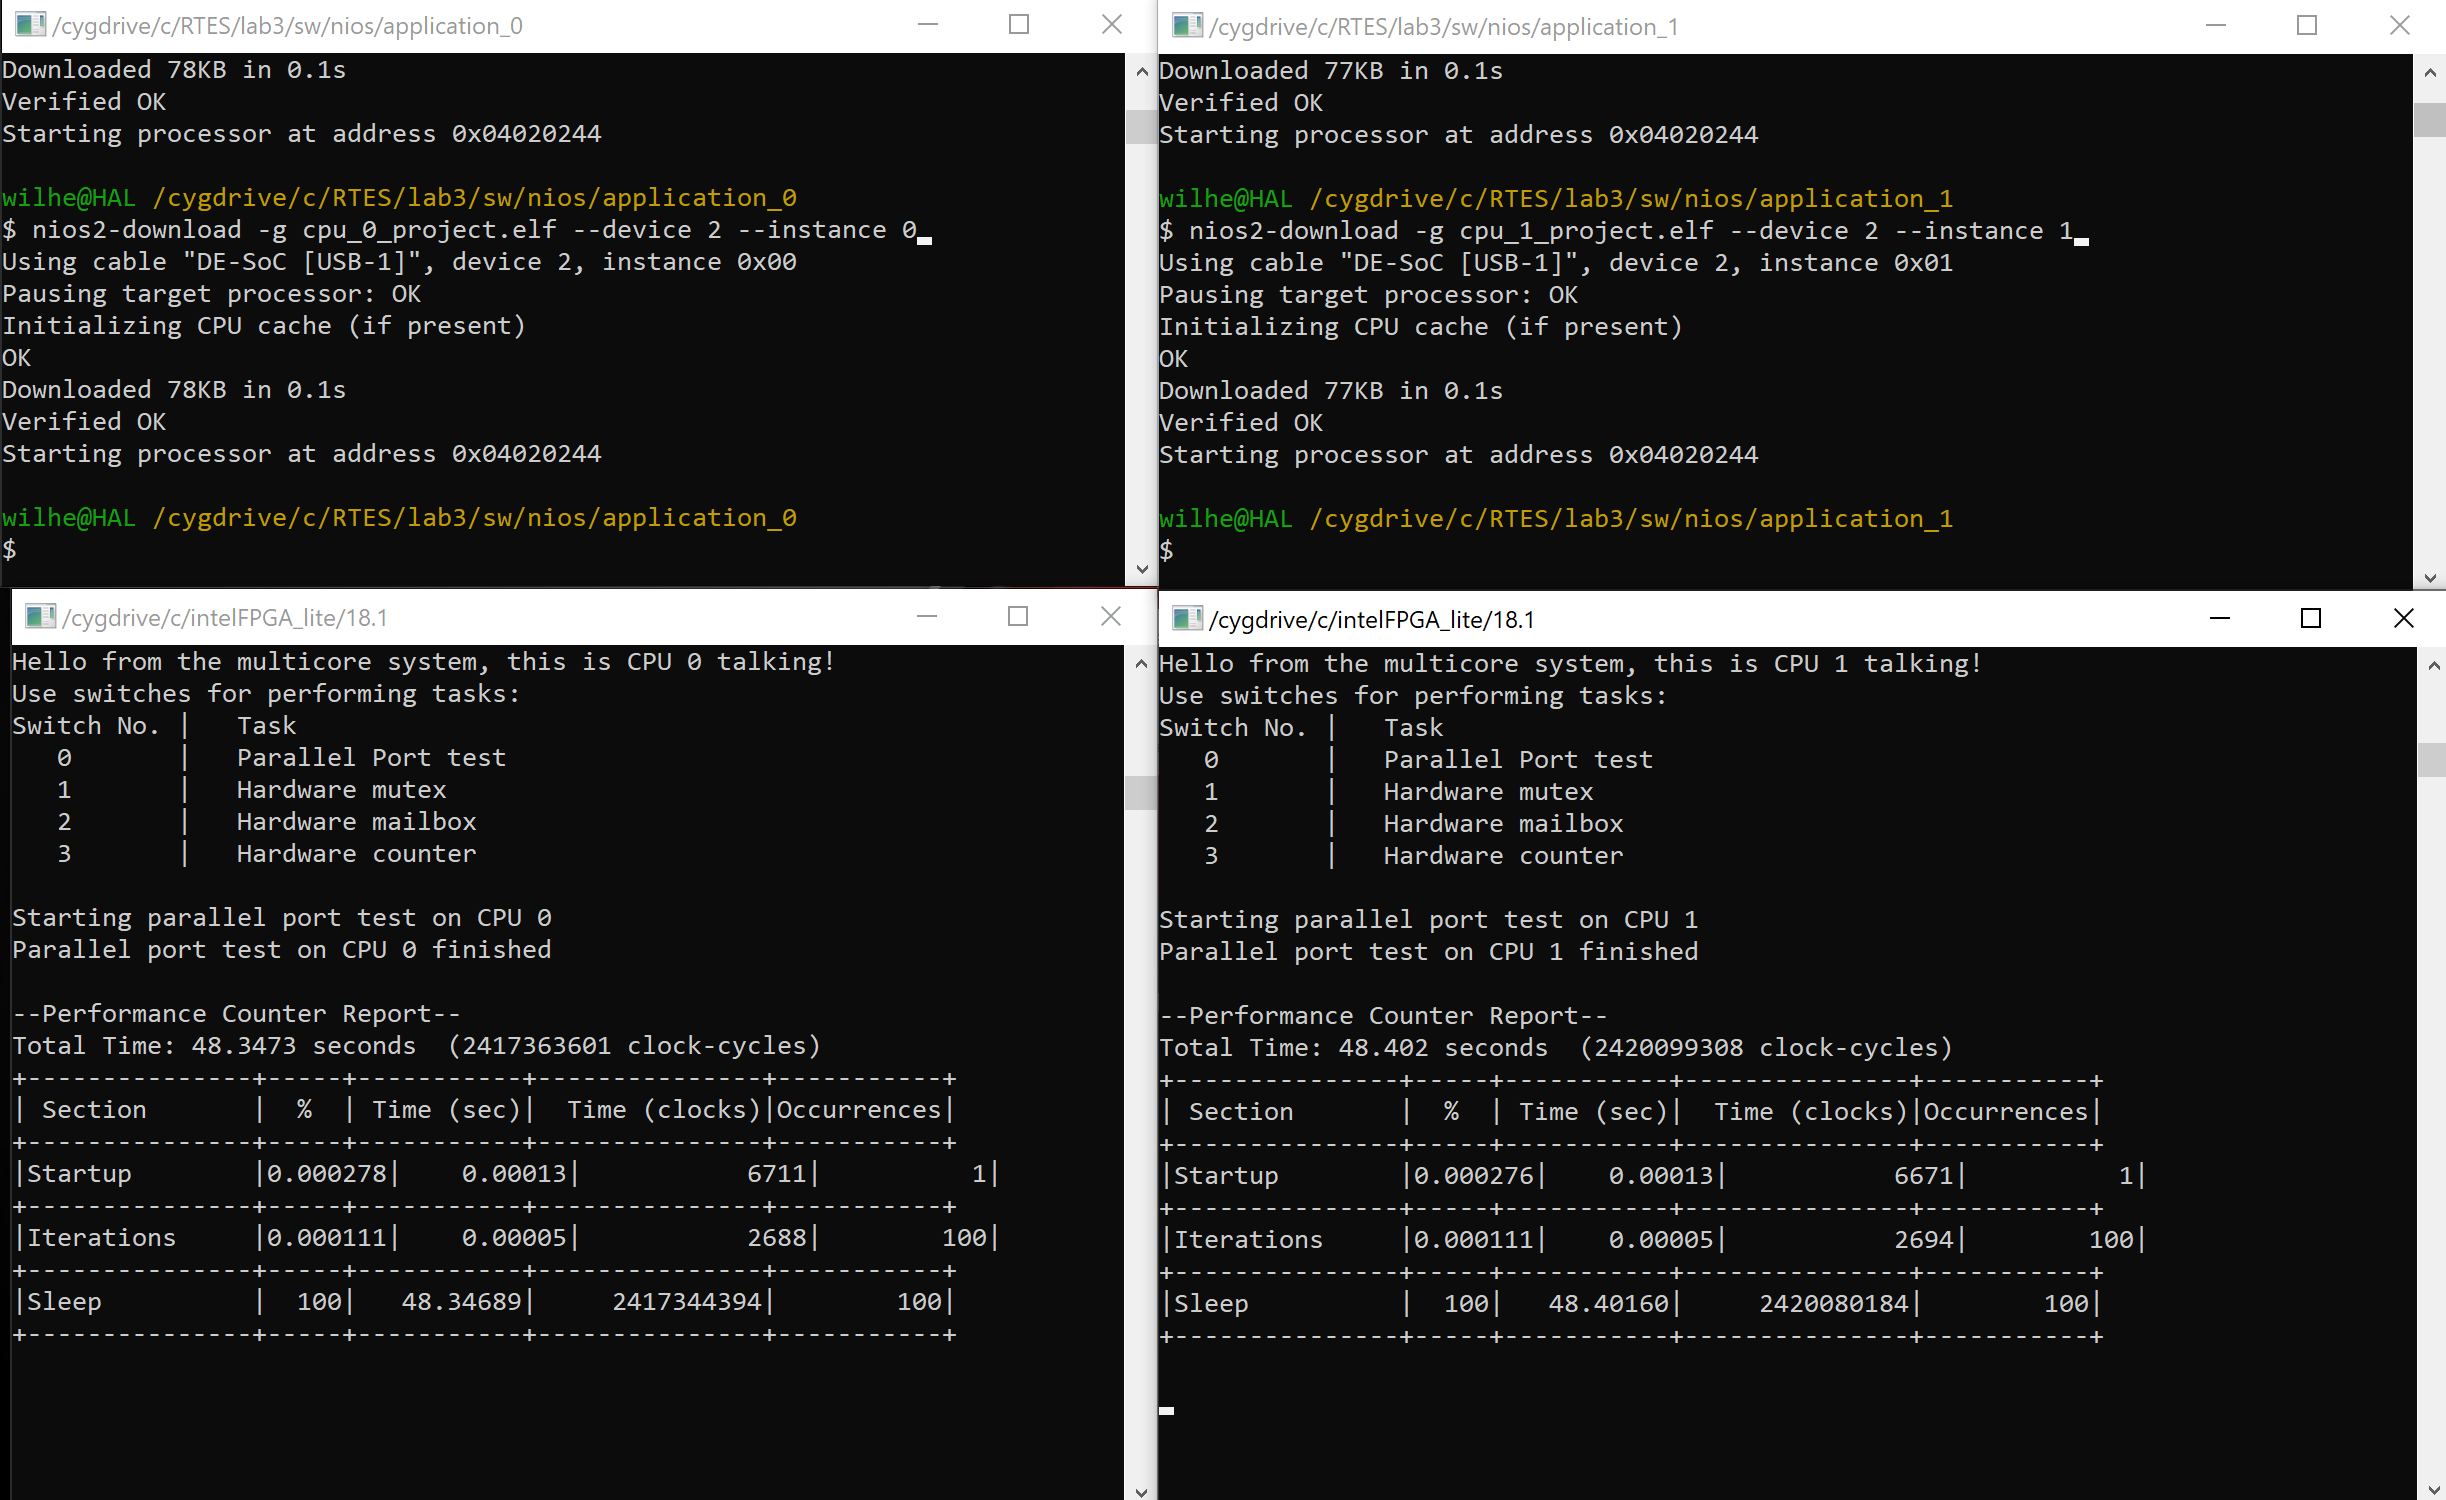 /cygdrive/c/RTES/lab3/sw/nios/application_0
Downloaded 78KB in 0.1s
Verified OK
Starting processor at address 0x04020244
wilhe@HAL /cygdrive/c/RTES/lab3/sw/nios/application_0
$ nios2-download -g cpu_0_project.elf --device 2 --instance 0
Using cable "DE-SoC [USB-1]", device 2, instance 0x00
Pausing target processor: OK
Initializing CPU cache (if present)
OK
Downloaded 78KB in 0.1s
Verified OK
Starting processor at address 0x04020244
wilhe@HAL /cygdrive/c/RTES/lab3/sw/nios/application_0
$
/cygdrive/c/RTES/lab3/sw/nios/application_1
Downloaded 77KB in 0.1s
Verified OK
Starting processor at address 0x04020244
wilhe@HAL /cygdrive/c/RTES/lab3/sw/nios/application_1
$ nios2-download -g cpu_1_project.elf --device 2 --instance 1
Using cable "DE-SoC [USB-1]", device 2, instance 0x01
Pausing target processor: OK
Initializing CPU cache (if present)
OK
Downloaded 77KB in 0.1s
Verified OK
Starting processor at address 0x04020244
wilhe@HAL /cygdrive/c/RTES/lab3/sw/nios/application_1
$
/cygdrive/c/intelFPGA_lite/18.1
Hello from the multicore system, this is CPU 0 talking!
Use switches for performing tasks:
Switch No. |   Task
   0       |   Parallel Port test
   1       |   Hardware mutex
   2       |   Hardware mailbox
   3       |   Hardware counter
Starting parallel port test on CPU 0
Parallel port test on CPU 0 finished
--Performance Counter Report--
Total Time: 48.3473 seconds  (2417363601 clock-cycles)
+---------------+-----+-----------+---------------+-----------+
| Section       |  %  | Time (sec)|  Time (clocks)|Occurrences|
+---------------+-----+-----------+---------------+-----------+
|Startup        |0.000278|    0.00013|           6711|          1|
+---------------+-----+-----------+---------------+-----------+
|Iterations     |0.000111|    0.00005|           2688|        100|
+---------------+-----+-----------+---------------+-----------+
|Sleep          |  100|   48.34689|     2417344394|        100|
+---------------+-----+-----------+---------------+-----------+
/cygdrive/c/intelFPGA_lite/18.1
Hello from the multicore system, this is CPU 1 talking!
Use switches for performing tasks:
Switch No. |   Task
   0       |   Parallel Port test
   1       |   Hardware mutex
   2       |   Hardware mailbox
   3       |   Hardware counter
Starting parallel port test on CPU 1
Parallel port test on CPU 1 finished
--Performance Counter Report--
Total Time: 48.402 seconds  (2420099308 clock-cycles)
+---------------+-----+-----------+---------------+-----------+
| Section       |  %  | Time (sec)|  Time (clocks)|Occurrences|
+---------------+-----+-----------+---------------+-----------+
|Startup        |0.000276|    0.00013|           6671|          1|
+---------------+-----+-----------+---------------+-----------+
|Iterations     |0.000111|    0.00005|           2694|        100|
+---------------+-----+-----------+---------------+-----------+
|Sleep          |  100|   48.40160|     2420080184|        100|
+---------------+-----+-----------+---------------+-----------+